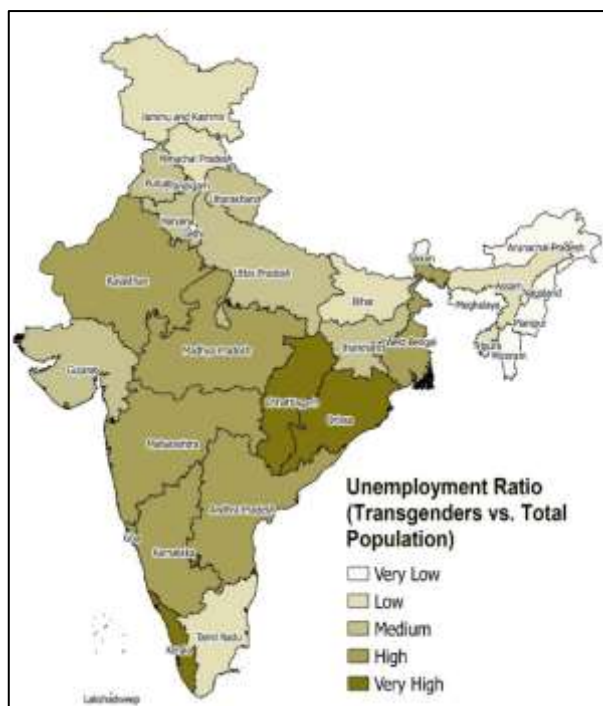 Jammu and Kashmir
Himachal Pradesh
Punjab
Chandigarh
Uttarakhand
Haryana
Delhi
Arunachal Pradesh
Sikkim
Rajasthan
Uttar Pradesh
Assam
Nagaland
Bihar
Meghalaya
Manipur
Jharkhand
West Bengal
Tripura
Mizoram
Madhya Pradesh
Gujarat
Chhattisgarh
Orissa
Maharashtra
Andhra Pradesh
Goa
Karnataka
Tamil Nadu
Kerala
Lakshadweep
Unemployment Ratio
(Transgenders vs. Total
Population)
Very Low
Low
Medium
High
Very High